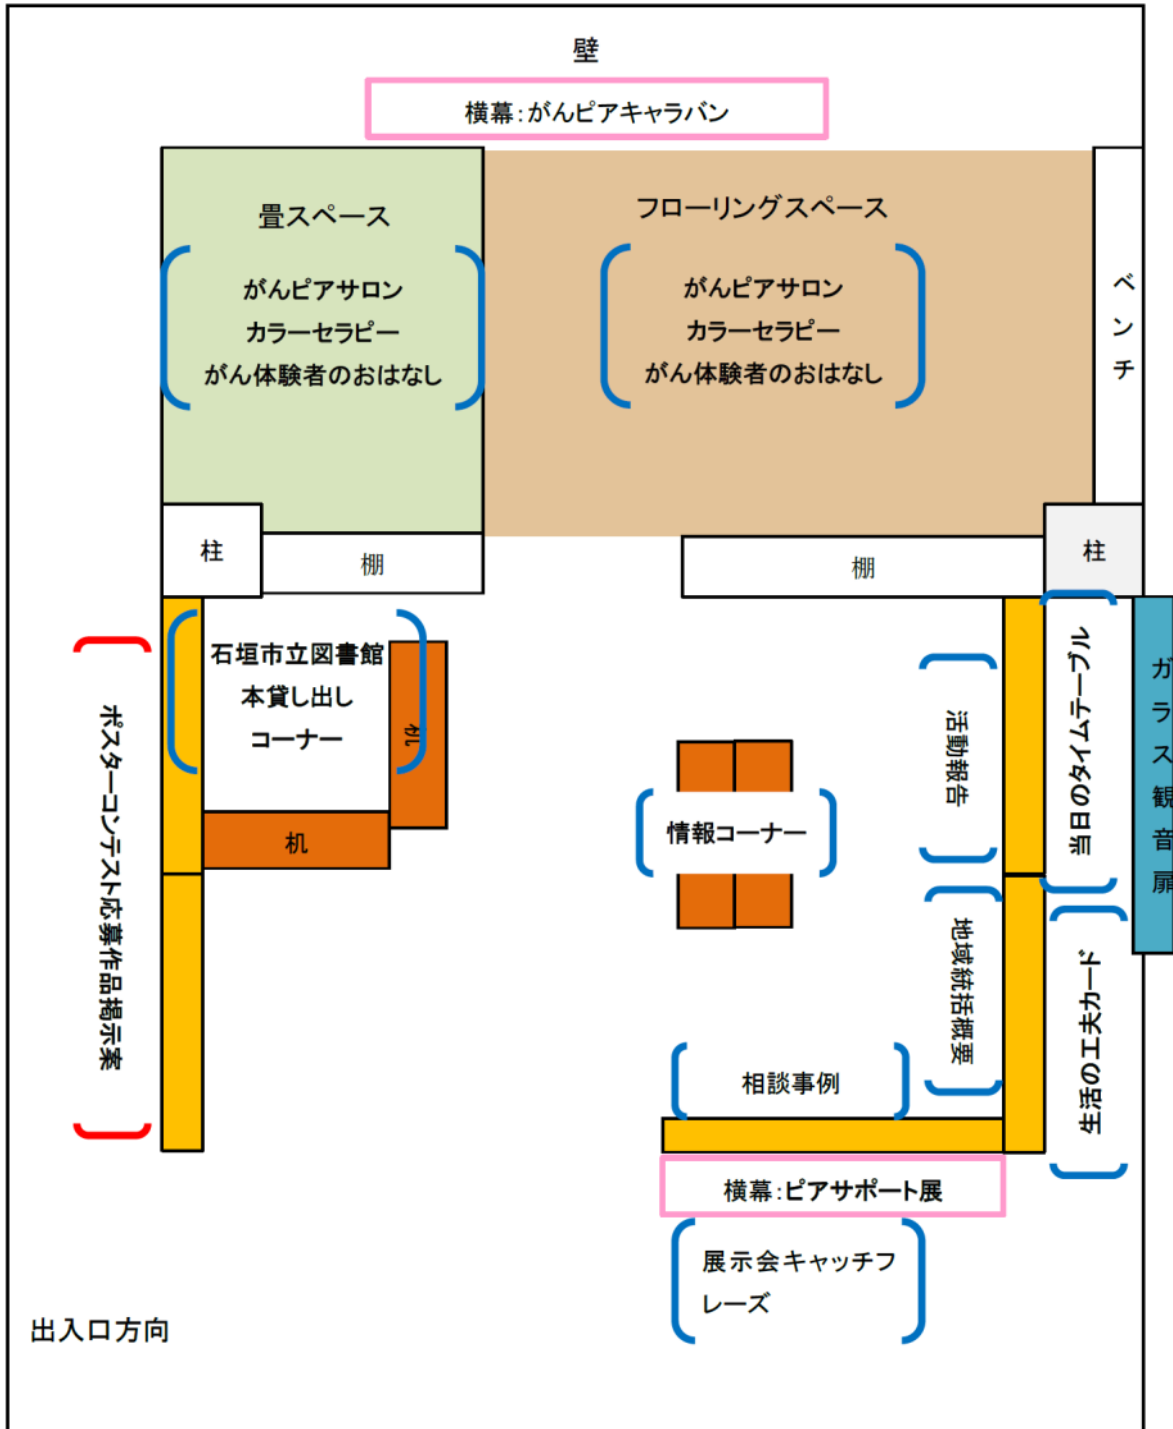 壁
横幕：がんピアキャラバン
畳スペース
がんピアサロン
カラーセラピー
がん体験者のおはなし
フローリングスペース
がんピアサロン
カラーセラピー
がん体験者のおはなし
ベンチ
柱
棚
棚
柱
ポスターコンテスト応募作品掲示案
石垣市立図書館
本貸し出し
コーナー
机
机
情報コーナー
活動報告
当日のタイムテーブル
ガラス観音扉
地域統括概要
生活の工夫カード
相談事例
横幕：ピアサポート展
展示会キャッチフ
レーズ
出入口方向